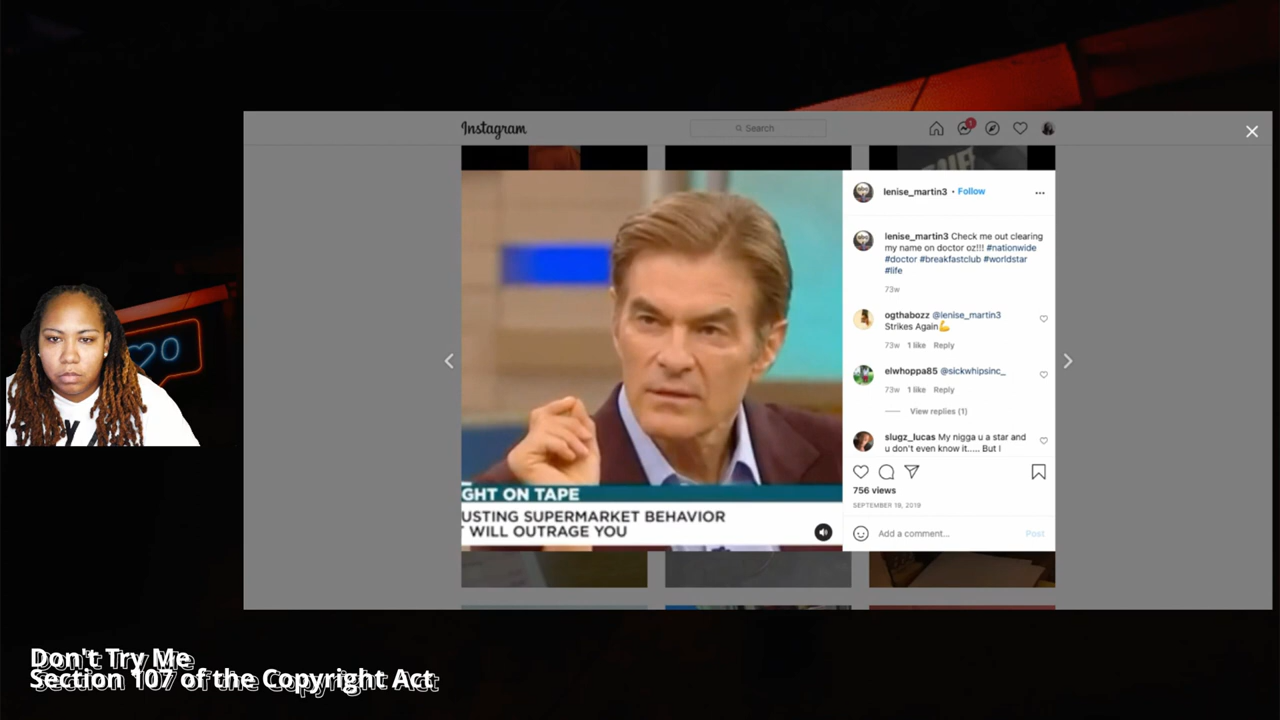 Instagram
Search
1
lenise_martin3 • Follow
lenise_martin3 Check me out clearing
my name on doctor oz!!! #nationwide
#doctor #breakfastclub #worldstar
#life
73w
ogthabozz @lenise_martin3
Strikes Again💪
73w 1 like Reply
elwhoppa85 @sickwhipsinc_
73w 1 like Reply
View replies (1)
slugz_lucas My nigga u a star and
u don't even know it..... But I
756 views
SEPTEMBER 19, 2019
Add a comment...
Post
GHT ON TAPE
USTING SUPERMARKET BEHAVIOR
WILL OUTRAGE YOU
0
Don't Try Me
Section 107 of the Copyright Act